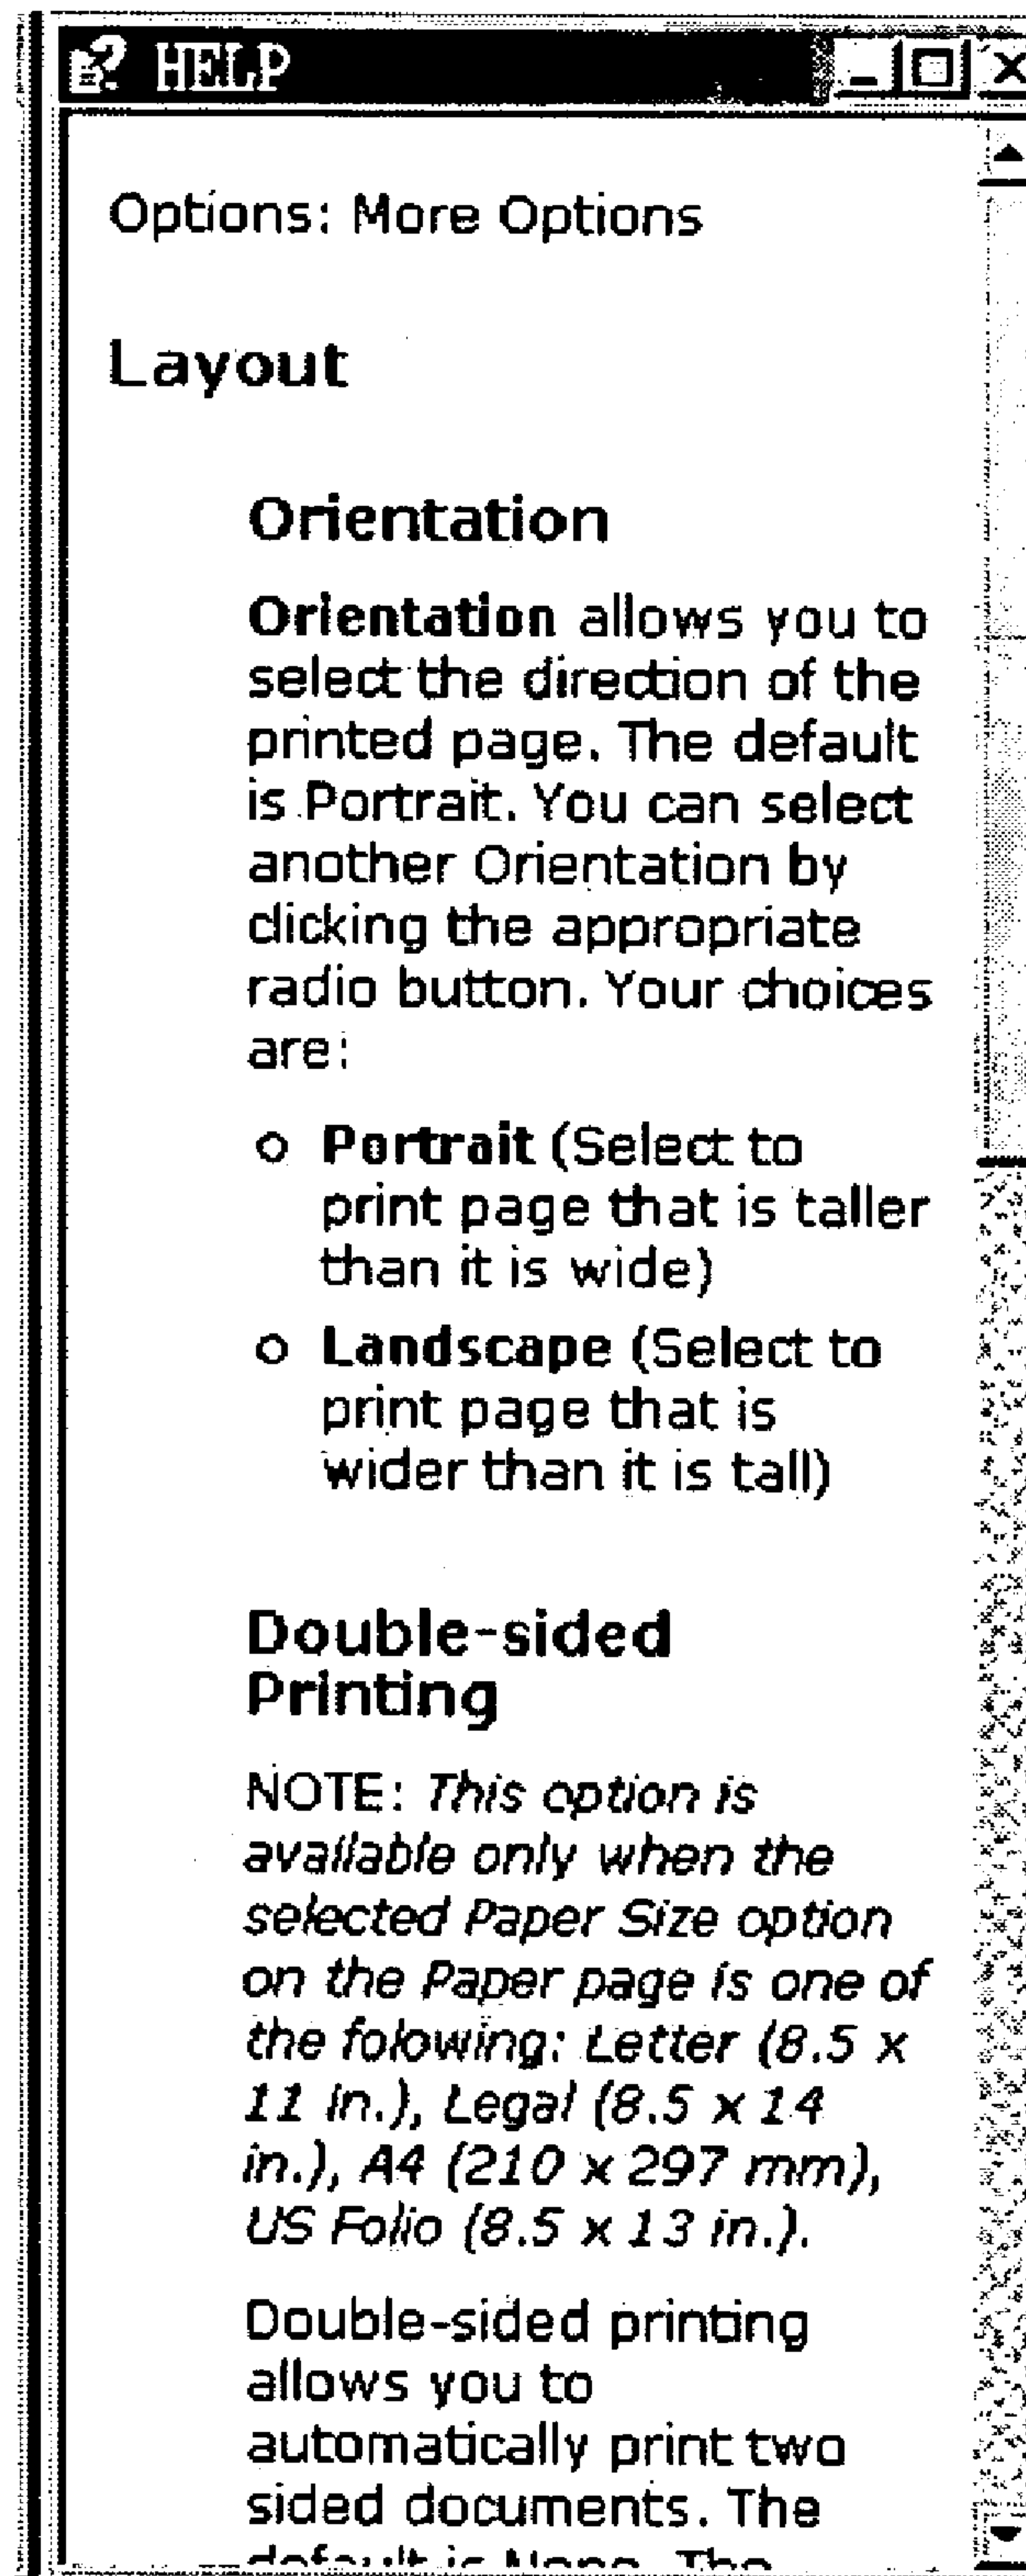 HELP
Options: More Options
Layout
Orientation
Orientation allows you to
select the direction of the
printed page. The default
is Portrait. You can select
another Orientation by
clicking the appropriate
radio button. Your choices
are:
o Portrait (Select to
print page that is taller
than it is wide)
o Landscape (Select to
print page that is
wider than it is tall)
Double-sided
Printing
NOTE: This option is
available only when the
selected Paper Size option
on the Paper page is one of
the folowing: Letter (8.5 x
11 in.), Legal (8.5 x 14
in.), A4 (210 x 297 mm),
US Folio (8.5 x 13 in.).
Double-sided printing
allows you to
automatically print two
sided documents. The
default is None. The